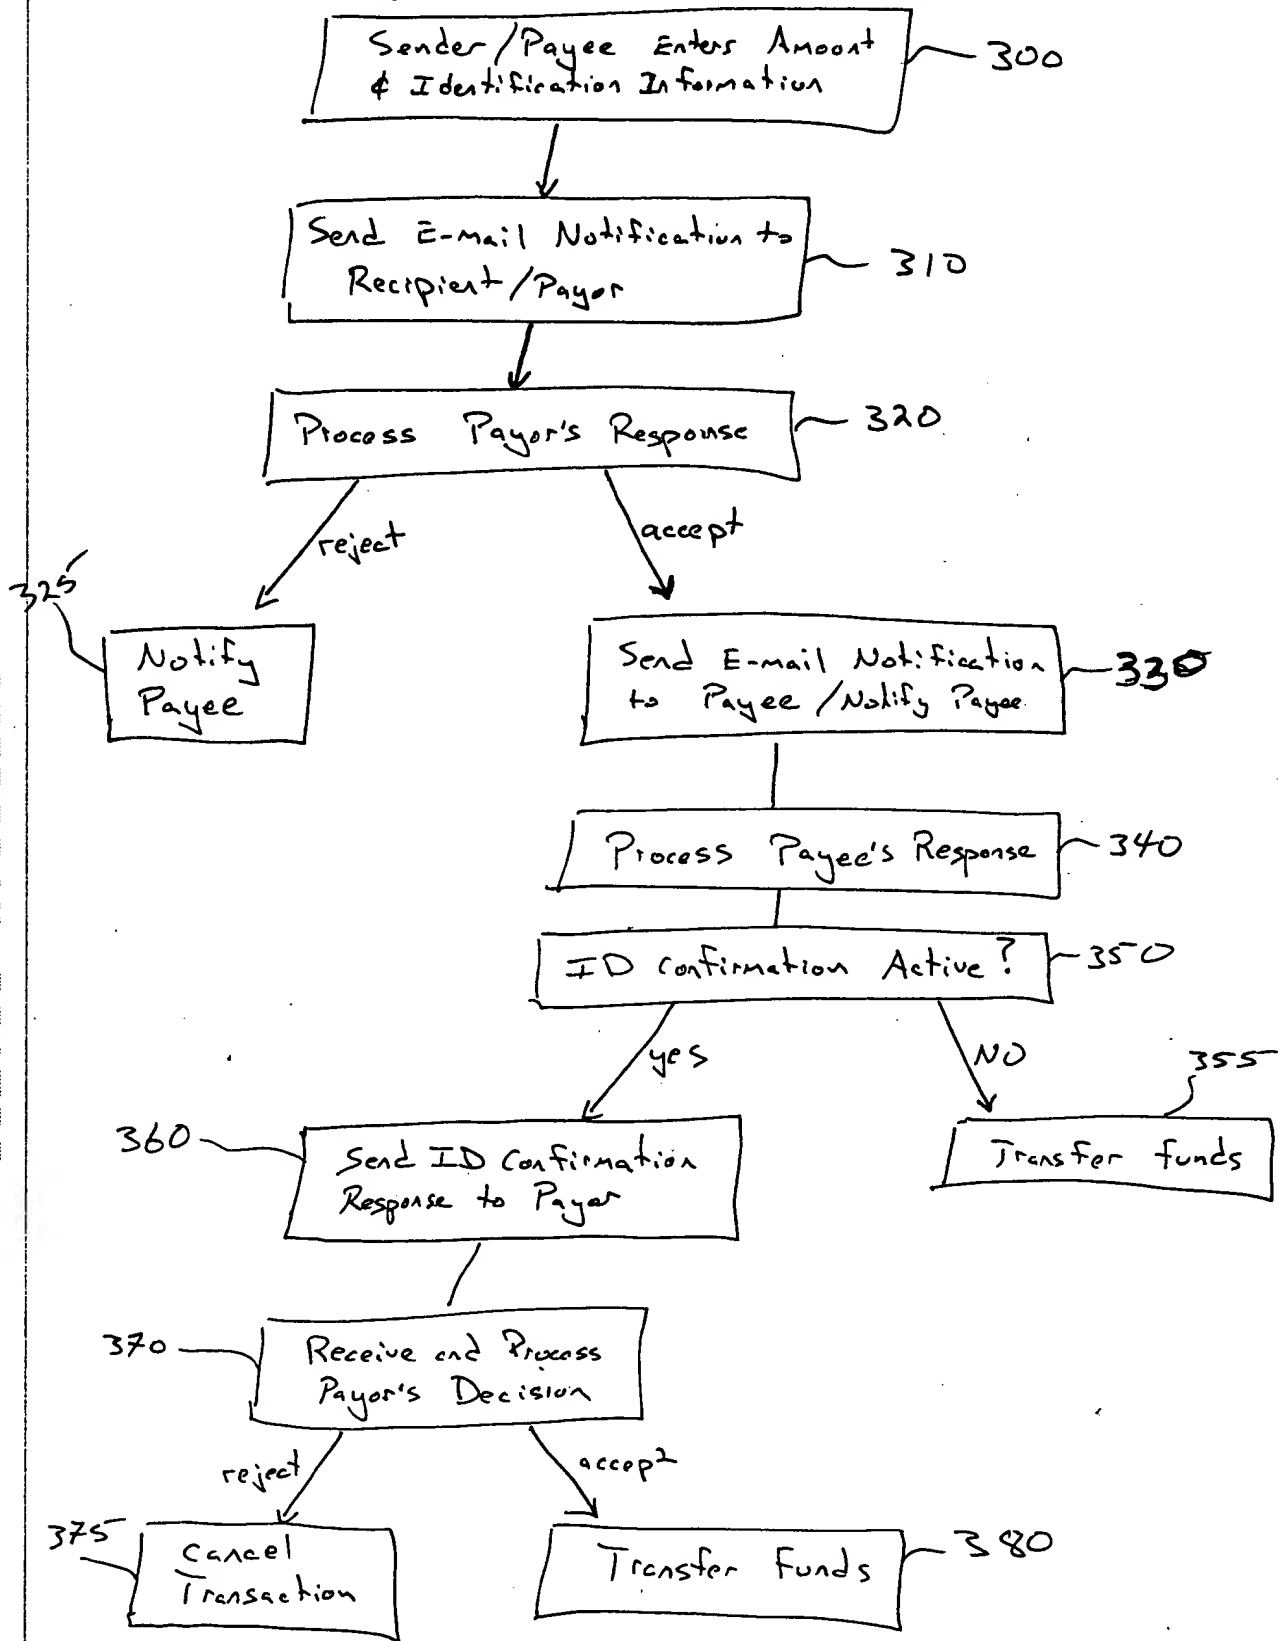 Sender/Payee Enters Amount
& Identification Information
300
Send E-mail Notification to
Recipient/Payor
310
Process Payor's Response
320
reject
accept
325
Notify
Payee
Send E-mail Notification
to Payee/Notify Payee
330
Process Payee's Response
340
ID Confirmation Active?
350
yes
NO
355
360
Send ID Confirmation
Response to Payor
Transfer funds
370
Receive and Process
Payor's Decision
reject
accept
375
Cancel
Transaction
Transfer Funds
380